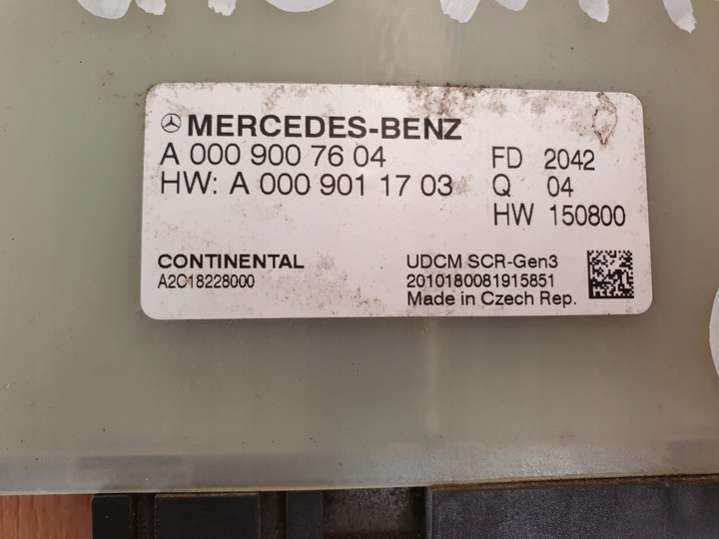 MERCEDES-BENZ
A 000 900 76 04
HW: A 000 901 17 03
FD 2042
Q 04
HW 150800
CONTINENTAL
A2C18228000
UDCM SCR-Gen3
2010180081915851
Made in Czech Rep.